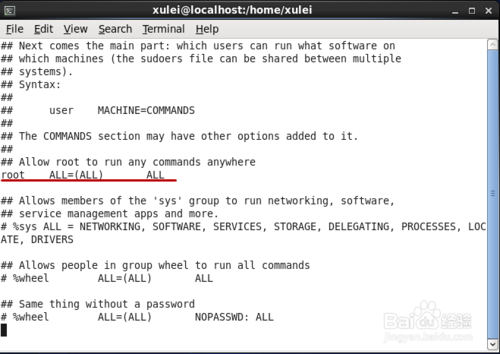 xulei@localhost:/home/xulei
File Edit View Search Terminal Help
## Next comes the main part: which users can run what software on
## which machines (the sudoers file can be shared between multiple
## systems).
## Syntax:
##
##      user    MACHINE=COMMANDS
##
## The COMMANDS section may have other options added to it.
##
## Allow root to run any commands anywhere
root    ALL=(ALL)       ALL
## Allows members of the 'sys' group to run networking, software,
## service management apps and more.
# %sys ALL = NETWORKING, SOFTWARE, SERVICES, STORAGE, DELEGATING, PROCESSES, LOC
ATE, DRIVERS
## Allows people in group wheel to run all commands
# %wheel        ALL=(ALL)       ALL
## Same thing without a password
# %wheel        ALL=(ALL)       NOPASSWD: ALL
Baidu 经验
jingyan.baidu.com